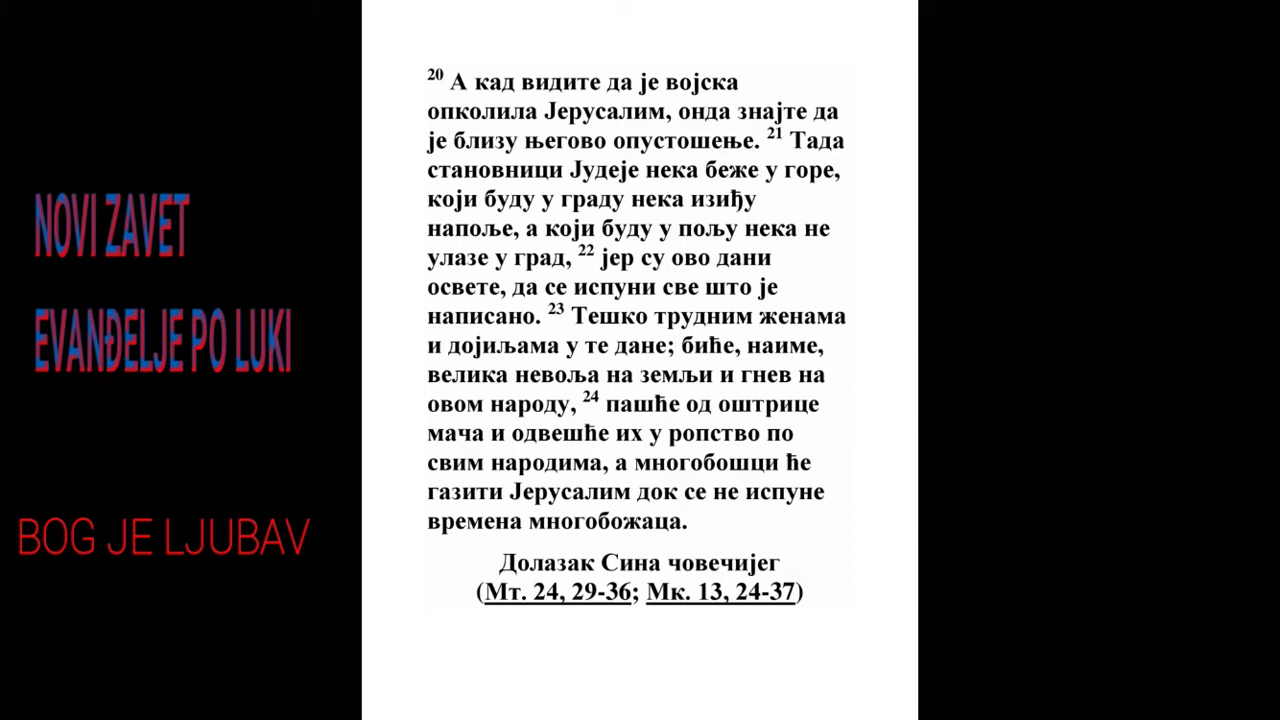 NOVI ZAVET
EVANĐELJE PO LUKI
BOG JE LJUBAV
20 А кад видите да је војска
опколила Јерусалим, онда знајте да
је близу његово опустошење. 21 Тада
становници Јудеје нека беже у горе,
који буду у граду нека изиђу
напоље, а који буду у пољу нека не
улазе у град, 22 јер су ово дани
освете, да се испуни све што је
написано. 23 Тешко трудним женама
и дојиљама у те дане; биће, наиме,
велика невоља на земљи и гнев на
овом народу, 24 пашће од оштрице
мача и одвешће их у ропство по
свим народима, а многобошци ће
газити Јерусалим док се не испуне
времена многобожаца.
Долазак Сина човечијег
(Мт. 24, 29-36; Мк. 13, 24-37)